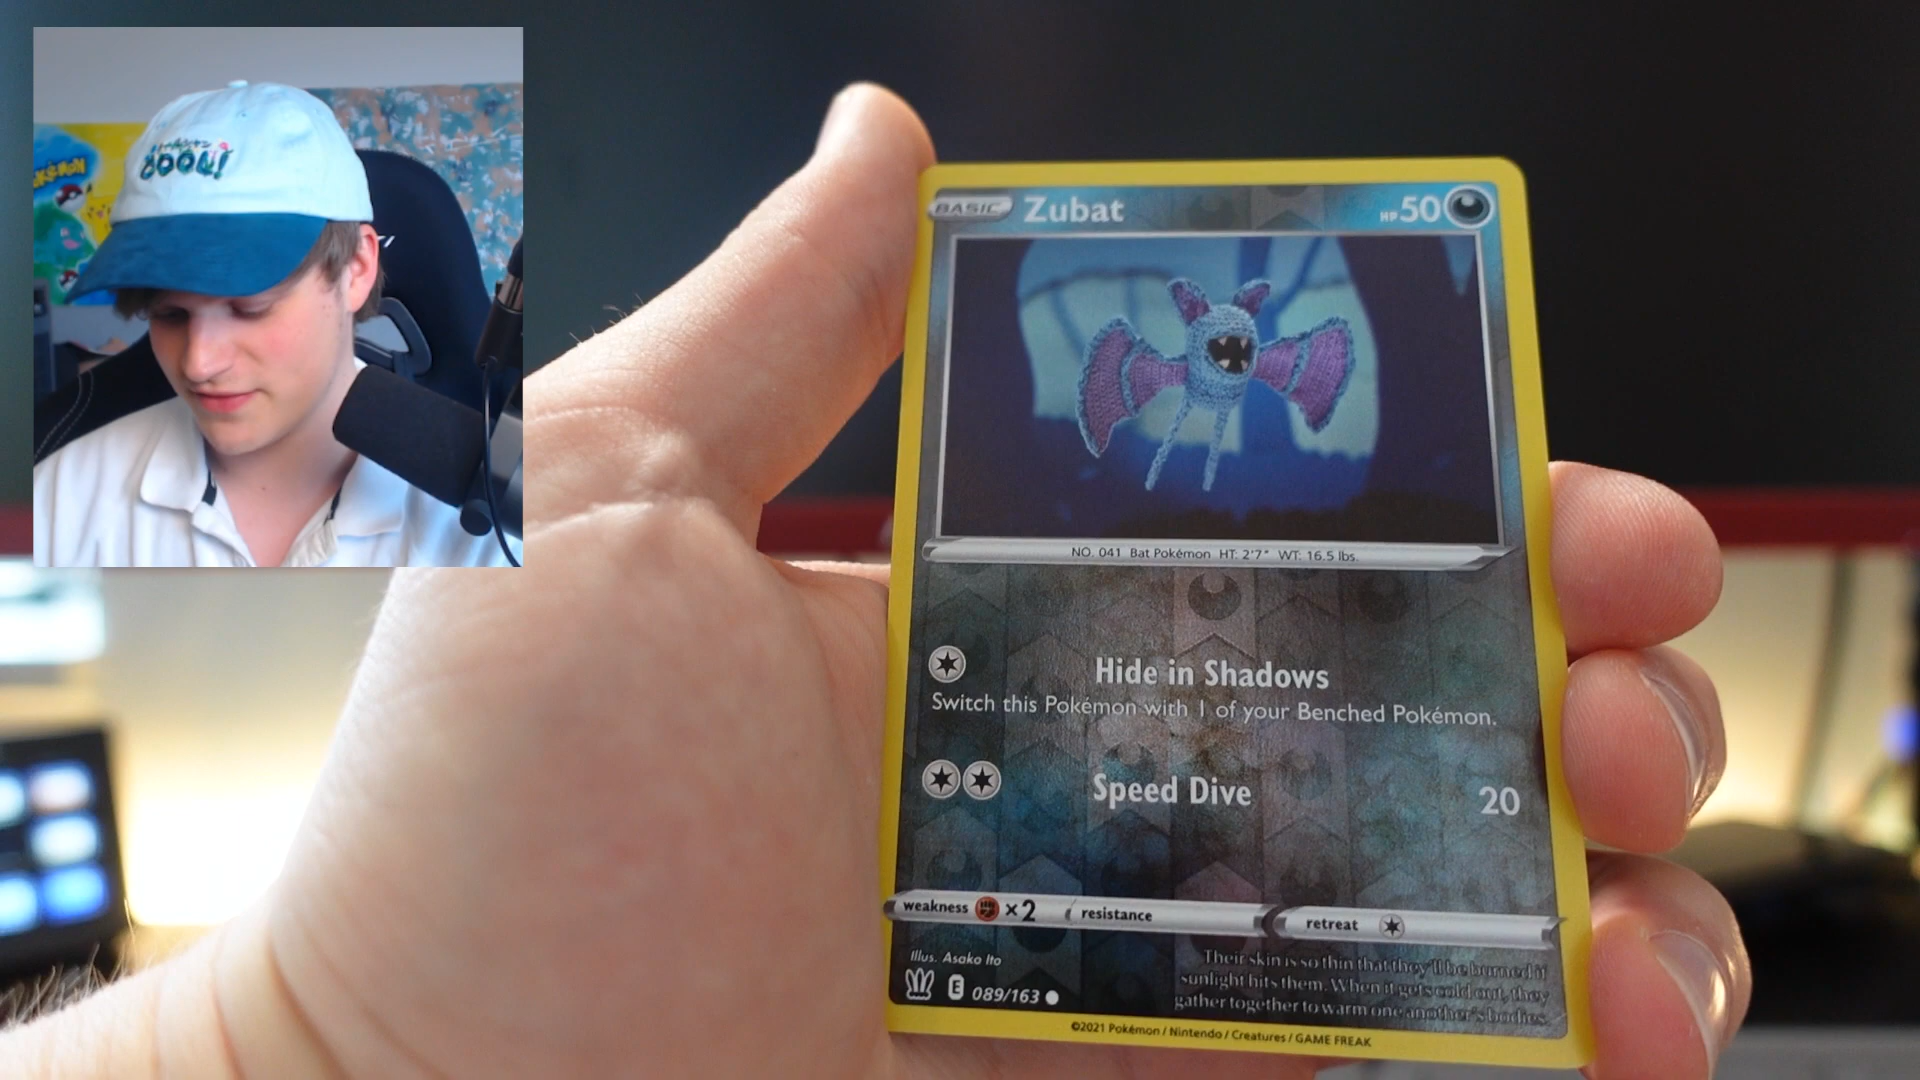 BASIC Zubat HP 50
NO. 041 Bat Pokémon HT: 2'7" WT: 16.5 lbs.
Hide in Shadows
Switch this Pokémon with 1 of your Benched Pokémon.
Speed Dive 20
weakness ×2 resistance retreat
Illus. Asako Ito
E 089/163
Their skin is so thin that they'll be burned if
sunlight hits them. When it gets cold out, they
gather together to warm one another's bodies.
©2021 Pokémon / Nintendo / Creatures / GAME FREAK